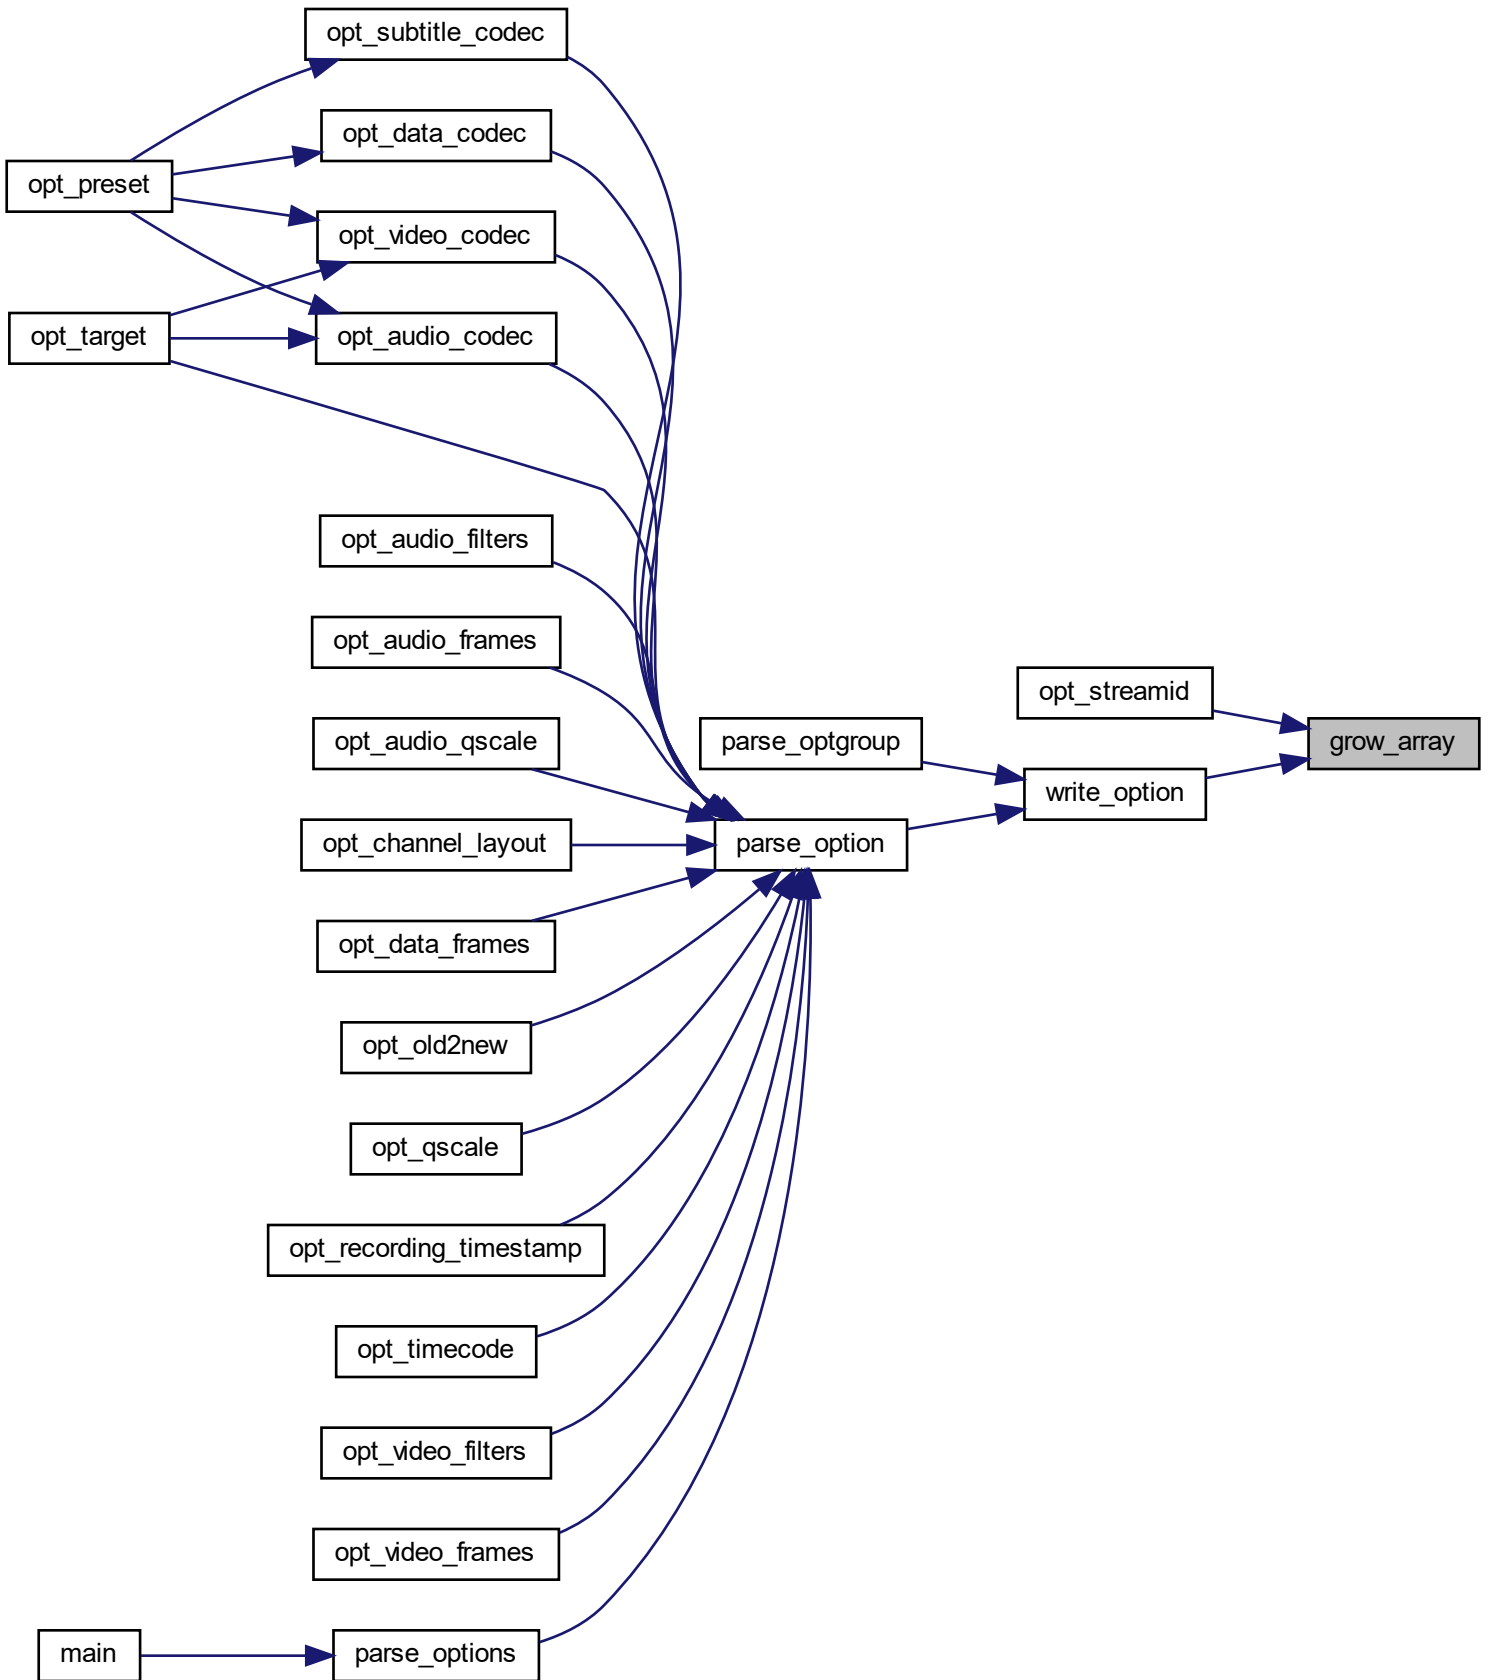 opt_subtitle_codec
opt_data_codec
opt_preset
opt_video_codec
opt_target
opt_audio_codec
opt_audio_filters
opt_audio_frames
opt_streamid
opt_audio_qscale
parse_optgroup
grow_array
write_option
opt_channel_layout
parse_option
opt_data_frames
opt_old2new
opt_qscale
opt_recording_timestamp
opt_timecode
opt_video_filters
opt_video_frames
main
parse_options